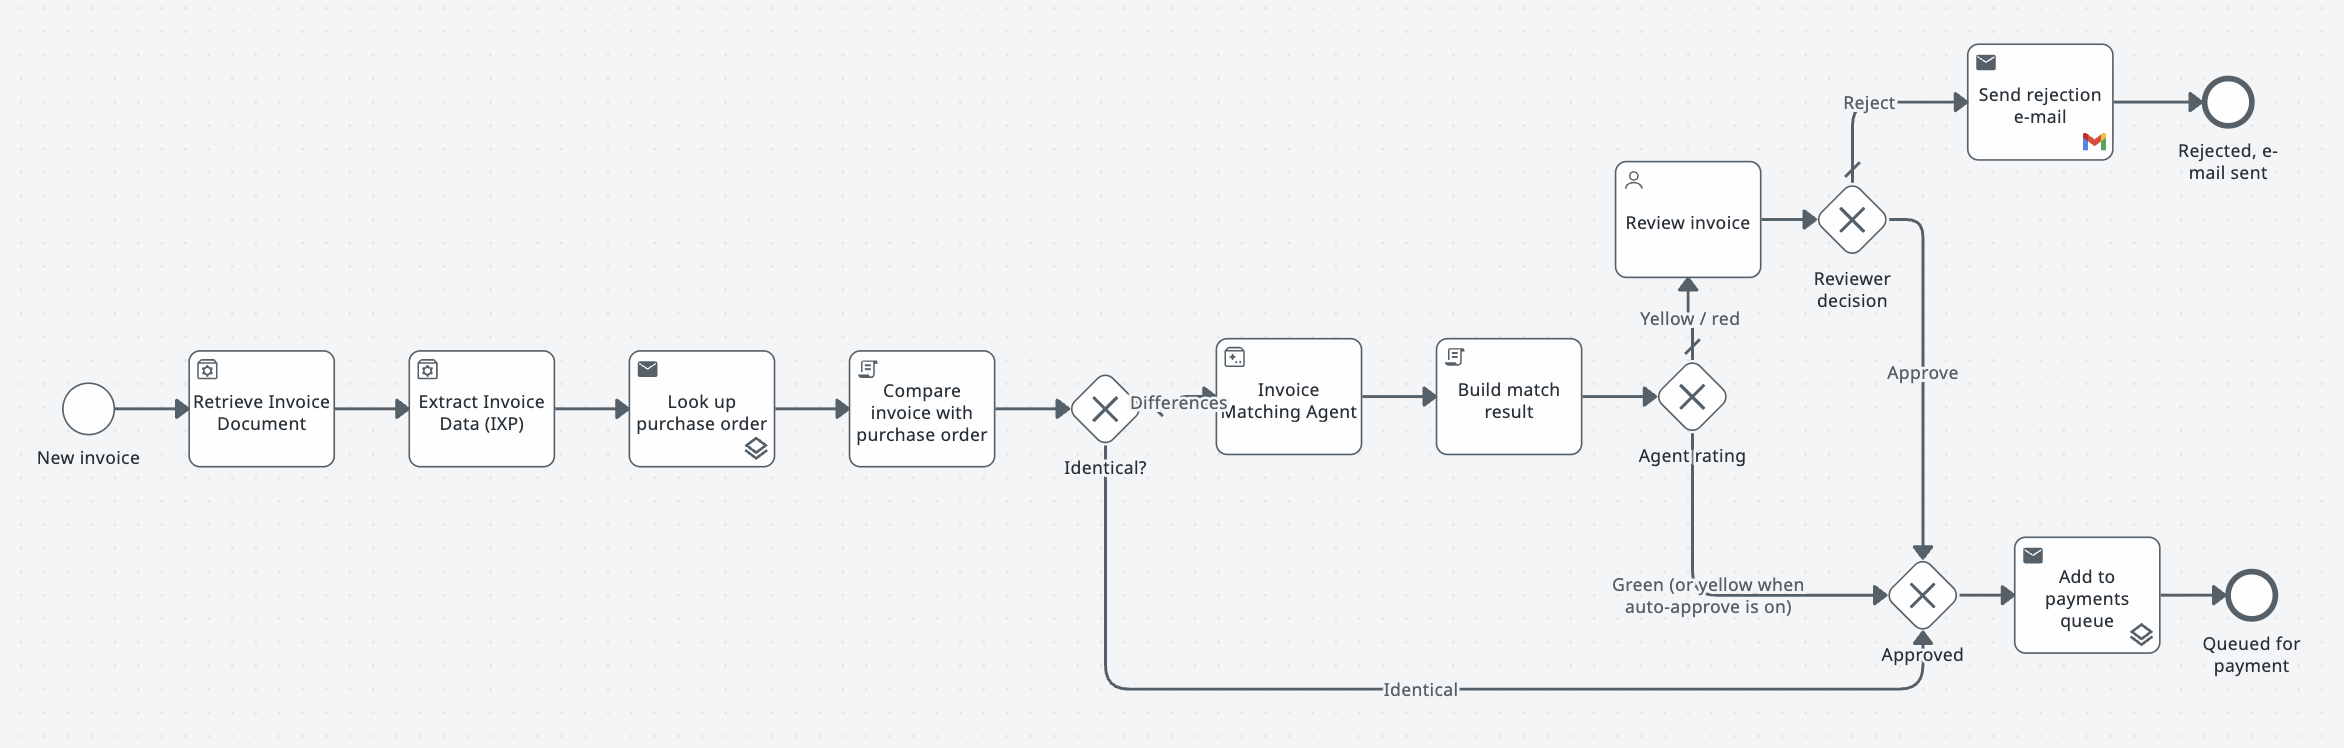 New invoice
Retrieve Invoice
Document
Extract Invoice
Data (IXP)
Look up
purchase order
Compare
invoice with
purchase order
Identical?
Differences
Identical
Invoice
Matching Agent
Build match
result
Agent rating
Yellow / red
Green (or yellow when
auto-approve is on)
Review invoice
Reviewer
decision
Reject
Approve
Send rejection
e-mail
Rejected, e-
mail sent
Approved
Add to
payments
queue
Queued for
payment